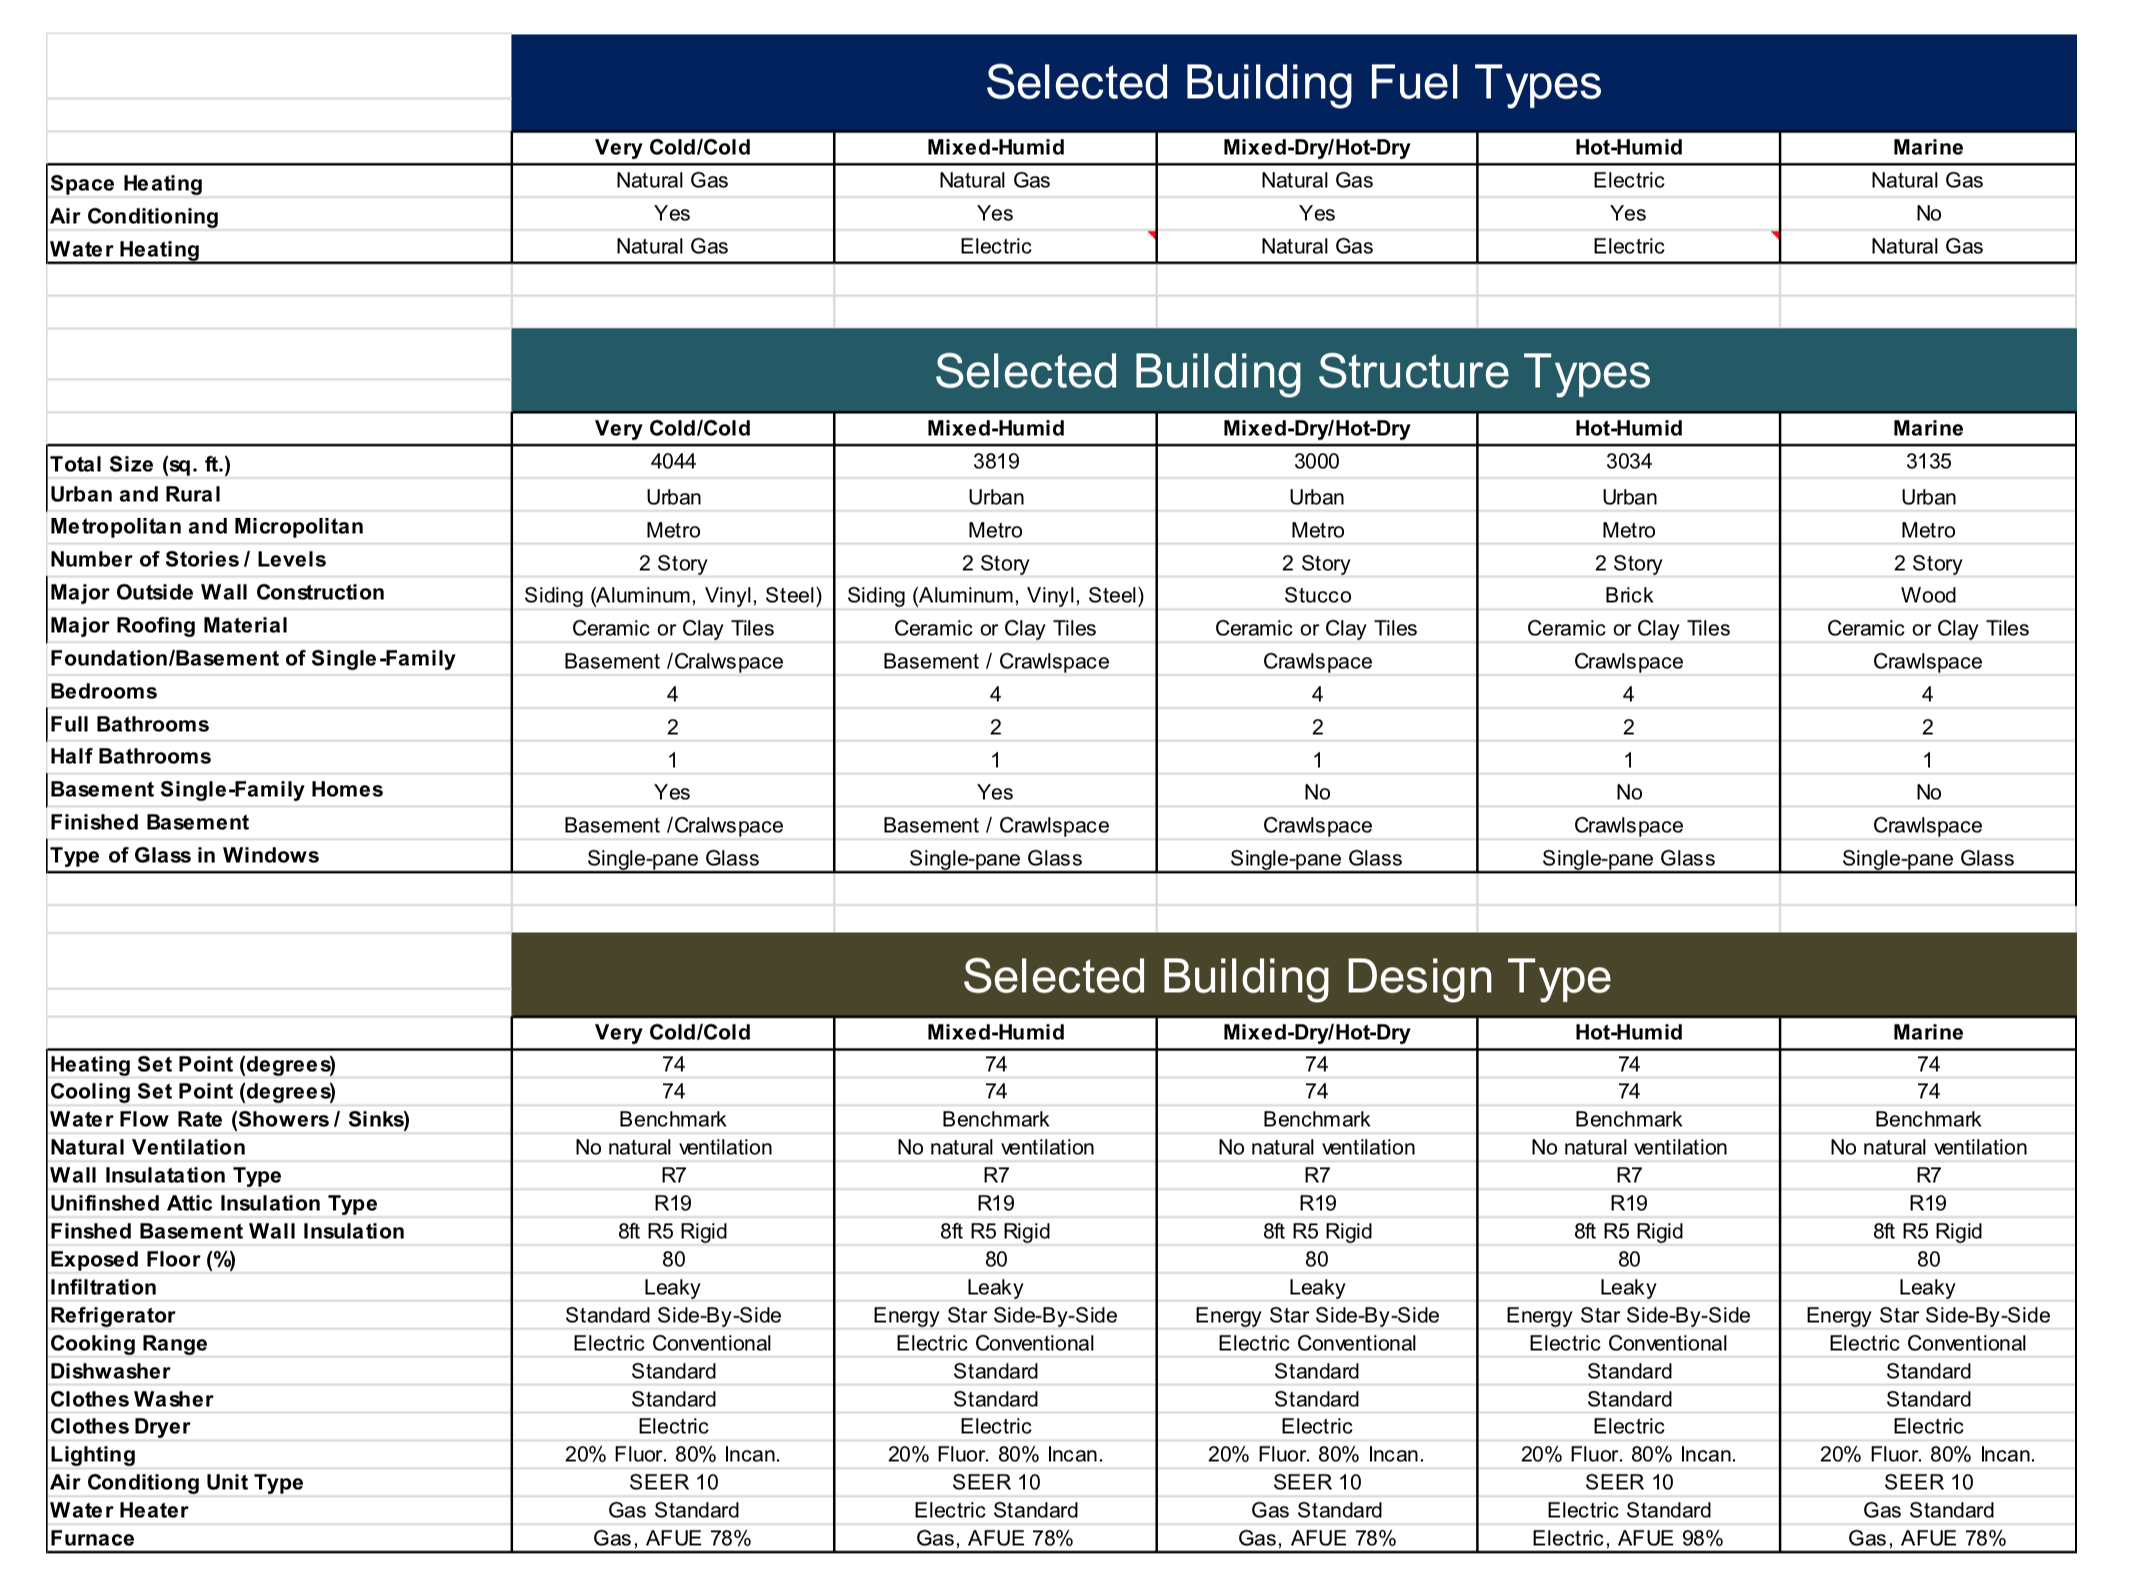 Selected Building Fuel Types
Very Cold/Cold Mixed-Humid Mixed-Dry/Hot-Dry Hot-Humid Marine
Space Heating Natural Gas Natural Gas Natural Gas Electric Natural Gas
Air Conditioning Yes Yes Yes Yes No
Water Heating Natural Gas Electric Natural Gas Electric Natural Gas
Selected Building Structure Types
Very Cold/Cold Mixed-Humid Mixed-Dry/Hot-Dry Hot-Humid Marine
Total Size (sq. ft.) 4044 3819 3000 3034 3135
Urban and Rural Urban Urban Urban Urban Urban
Metropolitan and Micropolitan Metro Metro Metro Metro Metro
Number of Stories / Levels 2 Story 2 Story 2 Story 2 Story 2 Story
Major Outside Wall Construction Siding (Aluminum, Vinyl, Steel) Siding (Aluminum, Vinyl, Steel) Stucco Brick Wood
Major Roofing Material Ceramic or Clay Tiles Ceramic or Clay Tiles Ceramic or Clay Tiles Ceramic or Clay Tiles Ceramic or Clay Tiles
Foundation/Basement of Single-Family Basement /Cralwspace Basement / Crawlspace Crawlspace Crawlspace Crawlspace
Bedrooms 4 4 4 4 4
Full Bathrooms 2 2 2 2 2
Half Bathrooms 1 1 1 1 1
Basement Single-Family Homes Yes Yes No No No
Finished Basement Basement /Cralwspace Basement / Crawlspace Crawlspace Crawlspace Crawlspace
Type of Glass in Windows Single-pane Glass Single-pane Glass Single-pane Glass Single-pane Glass Single-pane Glass
Selected Building Design Type
Very Cold/Cold Mixed-Humid Mixed-Dry/Hot-Dry Hot-Humid Marine
Heating Set Point (degrees) 74 74 74 74 74
Cooling Set Point (degrees) 74 74 74 74 74
Water Flow Rate (Showers / Sinks) Benchmark Benchmark Benchmark Benchmark Benchmark
Natural Ventilation No natural ventilation No natural ventilation No natural ventilation No natural ventilation No natural ventilation
Wall Insulatation Type R7 R7 R7 R7 R7
Unifinshed Attic Insulation Type R19 R19 R19 R19 R19
Finshed Basement Wall Insulation 8ft R5 Rigid 8ft R5 Rigid 8ft R5 Rigid 8ft R5 Rigid 8ft R5 Rigid
Exposed Floor (%) 80 80 80 80 80
Infiltration Leaky Leaky Leaky Leaky Leaky
Refrigerator Standard Side-By-Side Energy Star Side-By-Side Energy Star Side-By-Side Energy Star Side-By-Side Energy Star Side-By-Side
Cooking Range Electric Conventional Electric Conventional Electric Conventional Electric Conventional Electric Conventional
Dishwasher Standard Standard Standard Standard Standard
Clothes Washer Standard Standard Standard Standard Standard
Clothes Dryer Electric Electric Electric Electric Electric
Lighting 20% Fluor. 80% Incan. 20% Fluor. 80% Incan. 20% Fluor. 80% Incan. 20% Fluor. 80% Incan. 20% Fluor. 80% Incan.
Air Conditiong Unit Type SEER 10 SEER 10 SEER 10 SEER 10 SEER 10
Water Heater Gas Standard Electric Standard Gas Standard Electric Standard Gas Standard
Furnace Gas, AFUE 78% Gas, AFUE 78% Gas, AFUE 78% Electric, AFUE 98% Gas, AFUE 78%